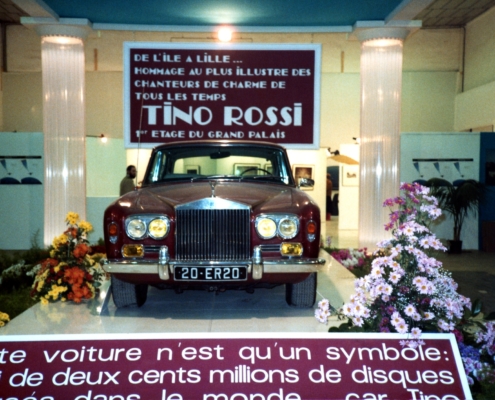 DE L'ÎLE A LILLE...
HOMMAGE AU PLUS ILLUSTRE DES
CHANTEURS DE CHARME DE
TOUS LES TEMPS
TINO ROSSI
1er ETAGE DU GRAND PALAIS
20-ER20
te voiture n'est qu'un symbole:
i de deux cents millions de disques
dans le monde... car Tino